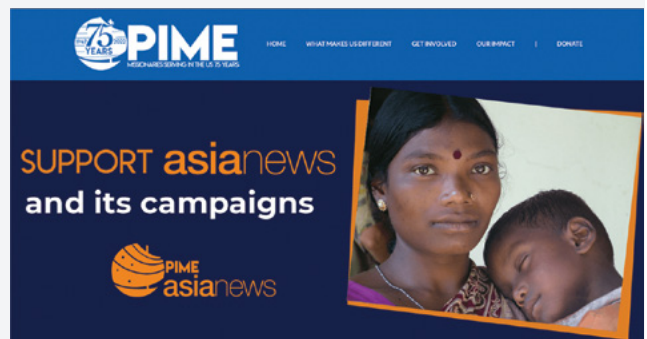 75
YEARS
PIME
MISSIONARIES SERVING IN THE US 75 YEARS
HOME
WHAT MAKES US DIFFERENT
GET INVOLVED
OUR IMPACT
|
DONATE
SUPPORT asianews
and its campaigns
PIME
asianews